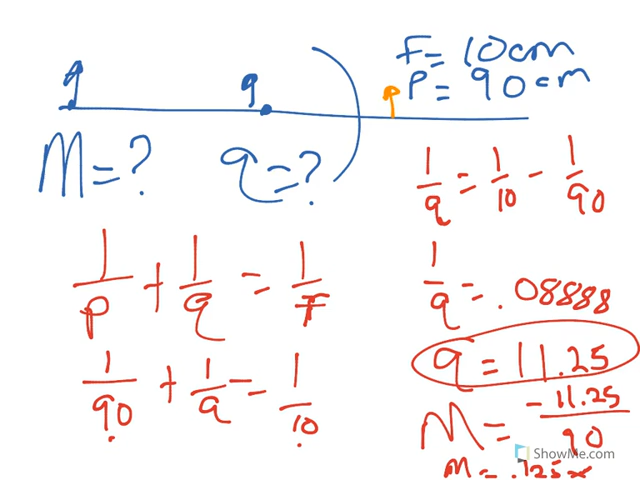 F = 10cm
P = 90cm
M = ?
q = ?
1/q = 1/10 - 1/90
1/P + 1/q = 1/F
1/q = .08888
1/90 + 1/q = 1/10
q = 11.25
M = -11.25/90
ShowMe.com
M = .125x